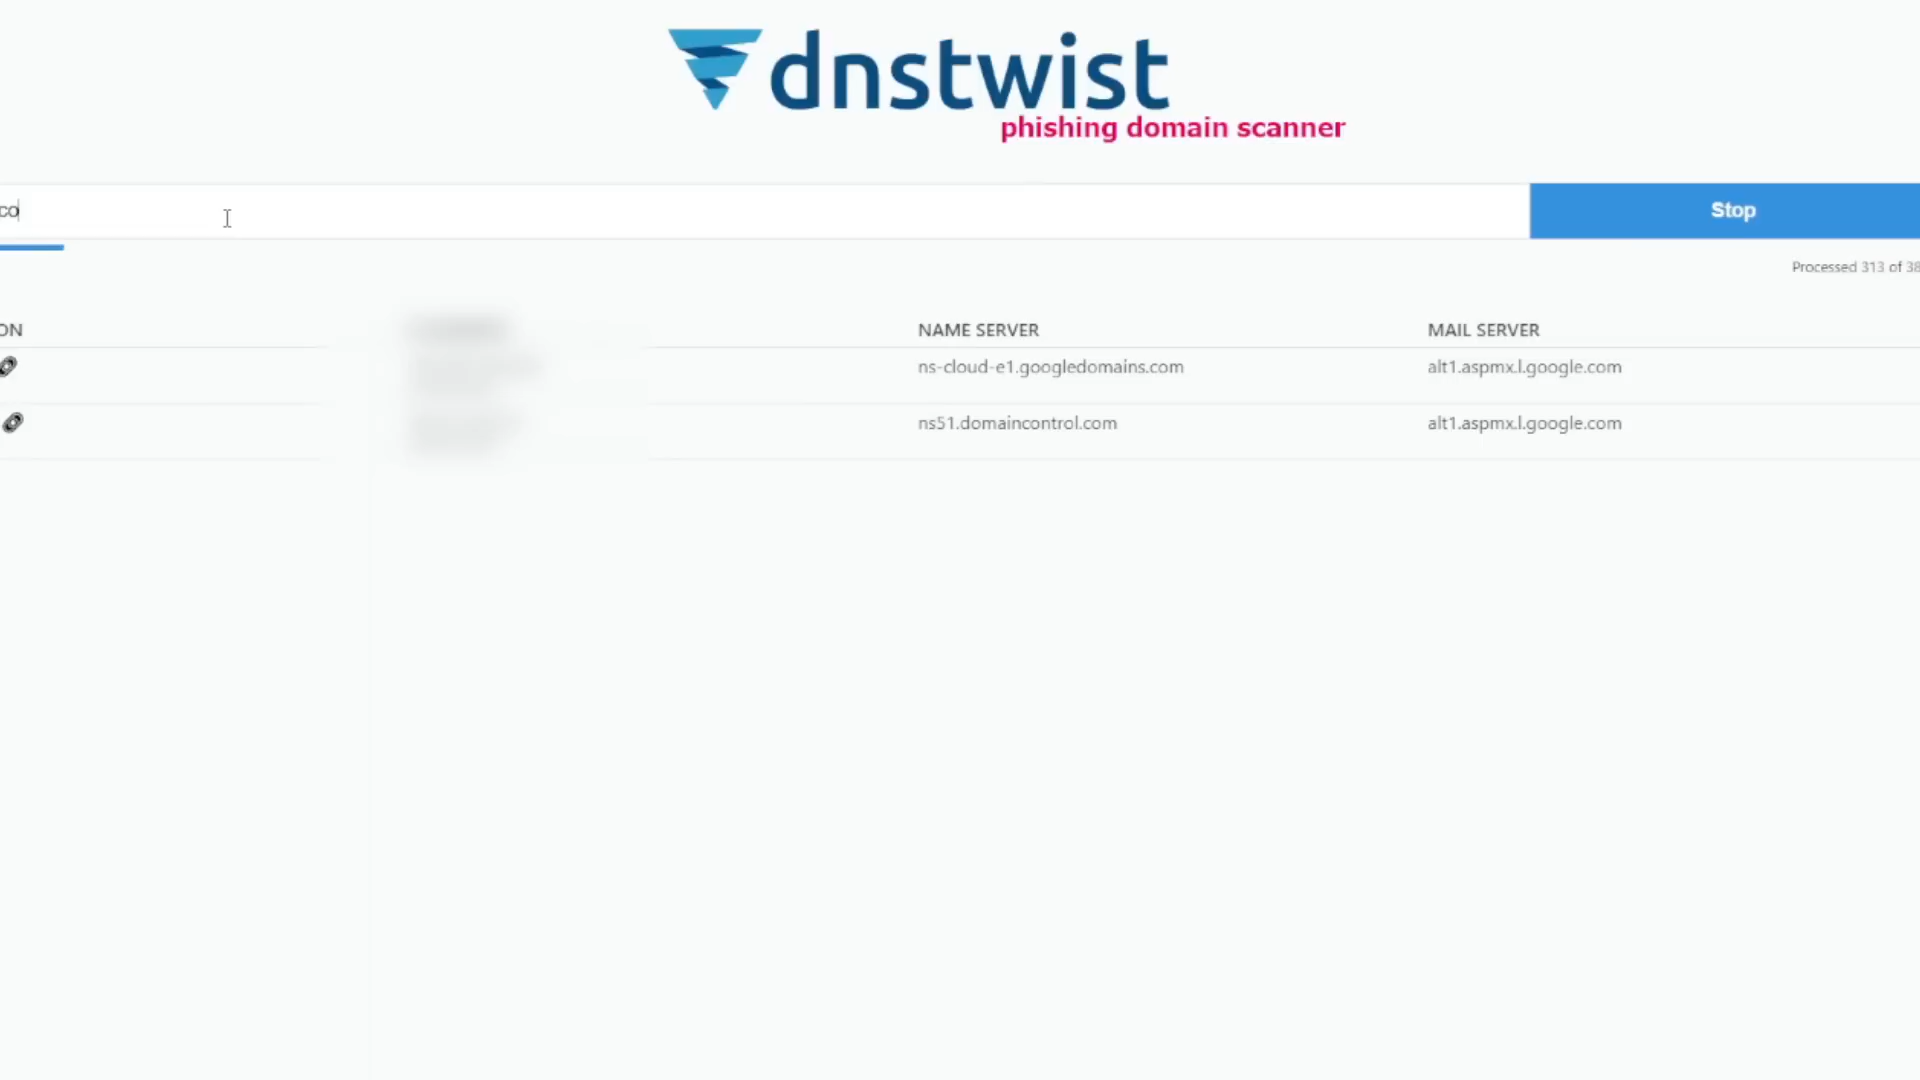 dnstwist
phishing domain scanner
co
Stop
Processed 313 of 38
ON
NAME SERVER
MAIL SERVER
ns-cloud-e1.googledomains.com
alt1.aspmx.l.google.com
ns51.domaincontrol.com
alt1.aspmx.l.google.com